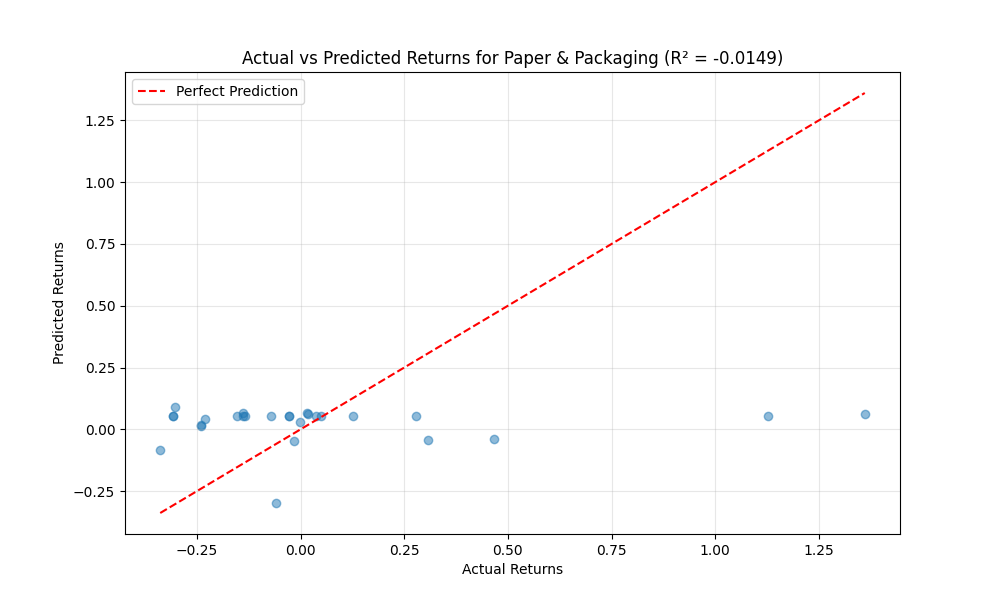 Actual vs Predicted Returns for Paper & Packaging (R² = -0.0149)
Perfect Prediction
Predicted Returns
1.25
1.00
0.75
0.50
0.25
0.00
−0.25
−0.25 0.00 0.25 0.50 0.75 1.00 1.25
Actual Returns